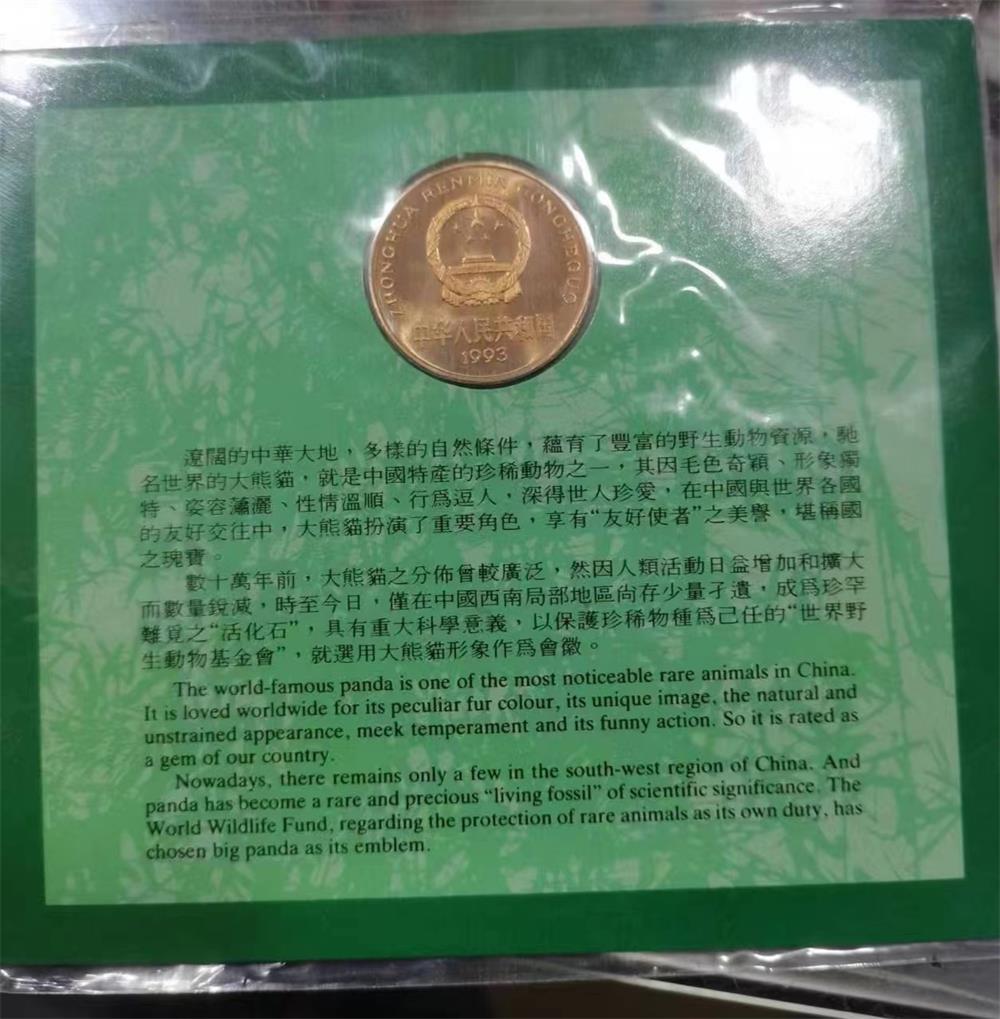 ZHONGHUA RENMIN GONGHEGUO
中华人民共和国
1993
遼闊的中華大地，多樣的自然條件，蘊育了豐富的野生動物資源，馳
名世界的大熊貓，就是中國特產的珍稀動物之一，其因毛色奇穎、形象獨
特、姿容瀟灑、性情溫順、行爲逗人，深得世人珍愛，在中國與世界各國
的友好交往中，大熊貓扮演了重要角色，享有“友好使者”之美譽，堪稱國
之瑰寶。
數十萬年前，大熊貓之分佈曾較廣泛，然因人類活動日益增加和擴大
而數量銳減，時至今日，僅在中國西南局部地區尚存少量孑遺，成爲珍罕
難覓之“活化石”，具有重大科學意義，以保護珍稀物種爲己任的“世界野
生動物基金會”，就選用大熊貓形象作爲會徽。
The world-famous panda is one of the most noticeable rare animals in China.
It is loved worldwide for its peculiar fur colour, its unique image, the natural and
unstrained appearance, meek temperament and its funny action. So it is rated as
a gem of our country.
Nowadays, there remains only a few in the south-west region of China. And
panda has become a rare and precious “living fossil” of scientific significance. The
World Wildlife Fund, regarding the protection of rare animals as its own duty, has
chosen big panda as its emblem.